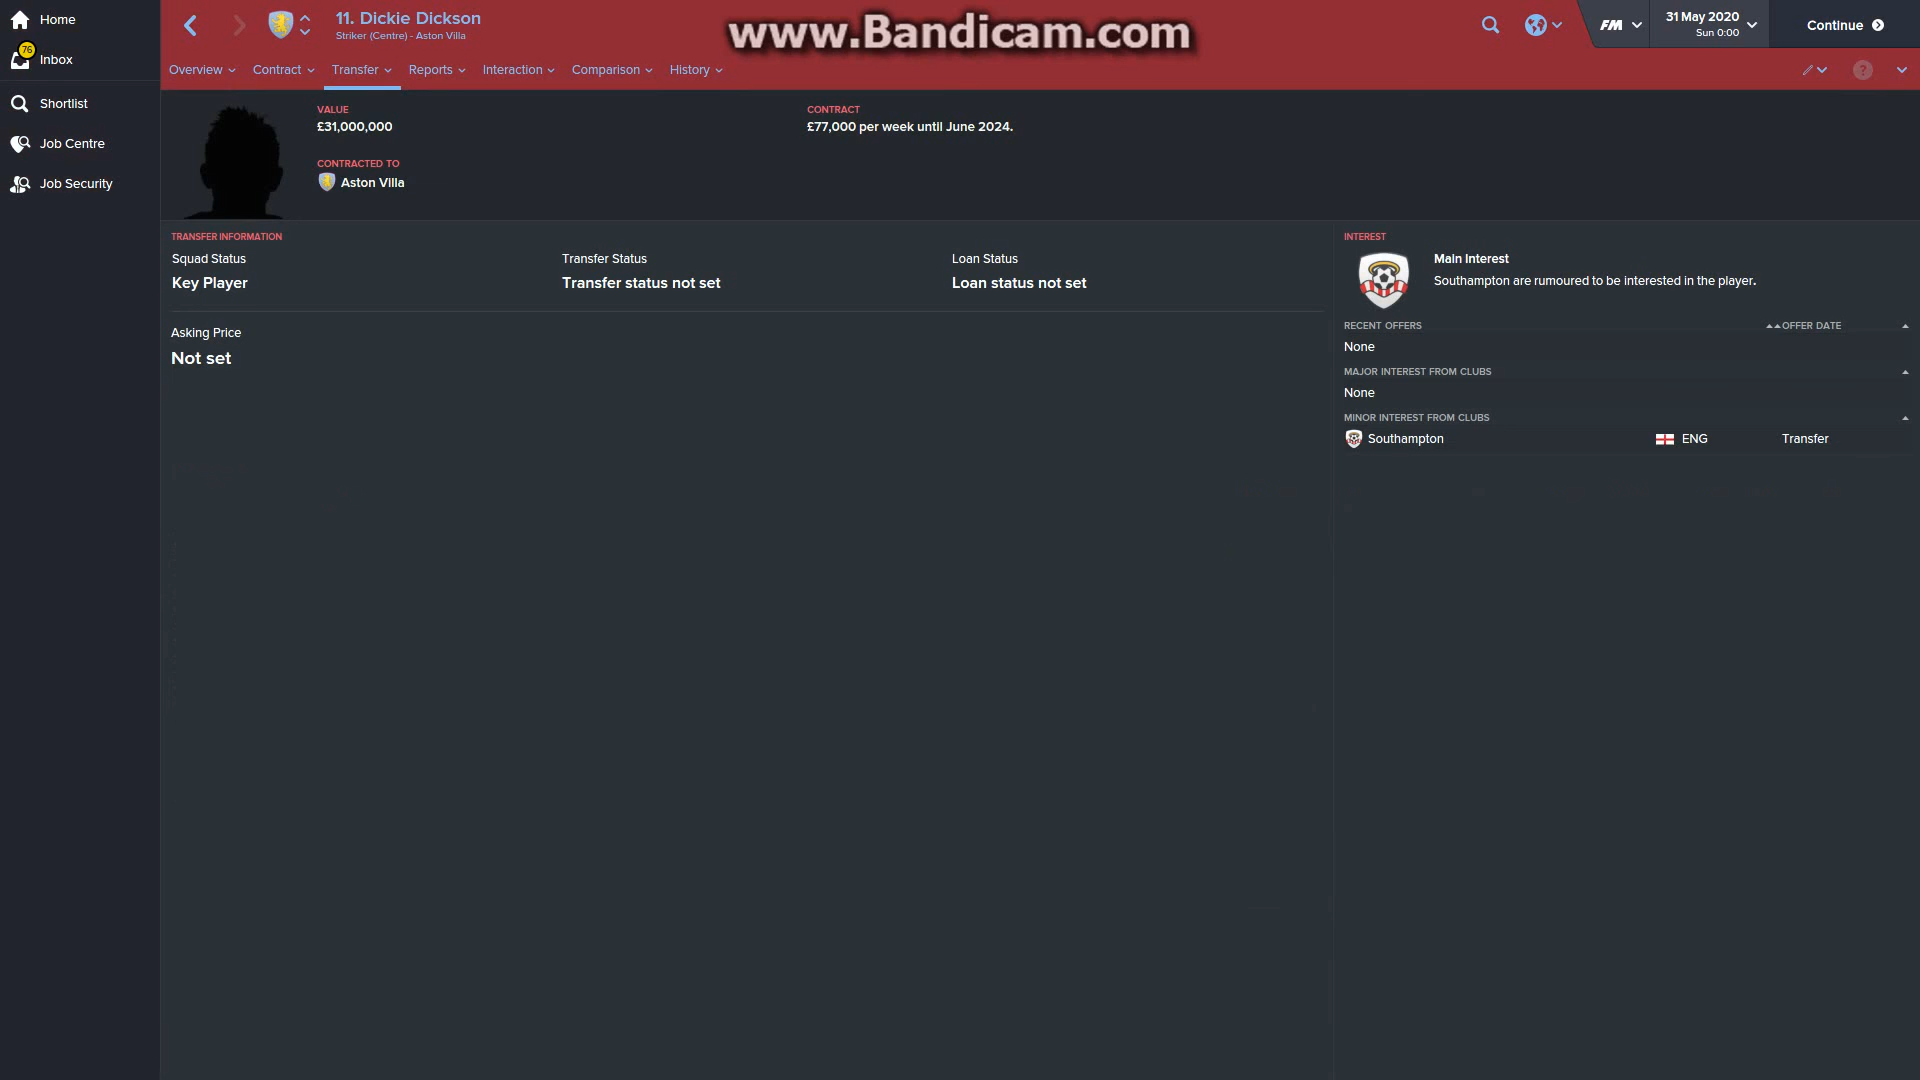 Home
76
Inbox
Shortlist
Job Centre
Job Security
11. Dickie Dickson
Striker (Centre) - Aston Villa
www.Bandicam.com
FM
31 May 2020
Sun 0:00
Continue
Overview
Contract
Transfer
Reports
Interaction
Comparison
History
?
VALUE
£31,000,000
CONTRACT
£77,000 per week until June 2024.
CONTRACTED TO
Aston Villa
TRANSFER INFORMATION
Squad Status
Key Player
Transfer Status
Transfer status not set
Loan Status
Loan status not set
Asking Price
Not set
INTEREST
Main Interest
Southampton are rumoured to be interested in the player.
RECENT OFFERS
OFFER DATE
None
MAJOR INTEREST FROM CLUBS
None
MINOR INTEREST FROM CLUBS
Southampton
ENG
Transfer